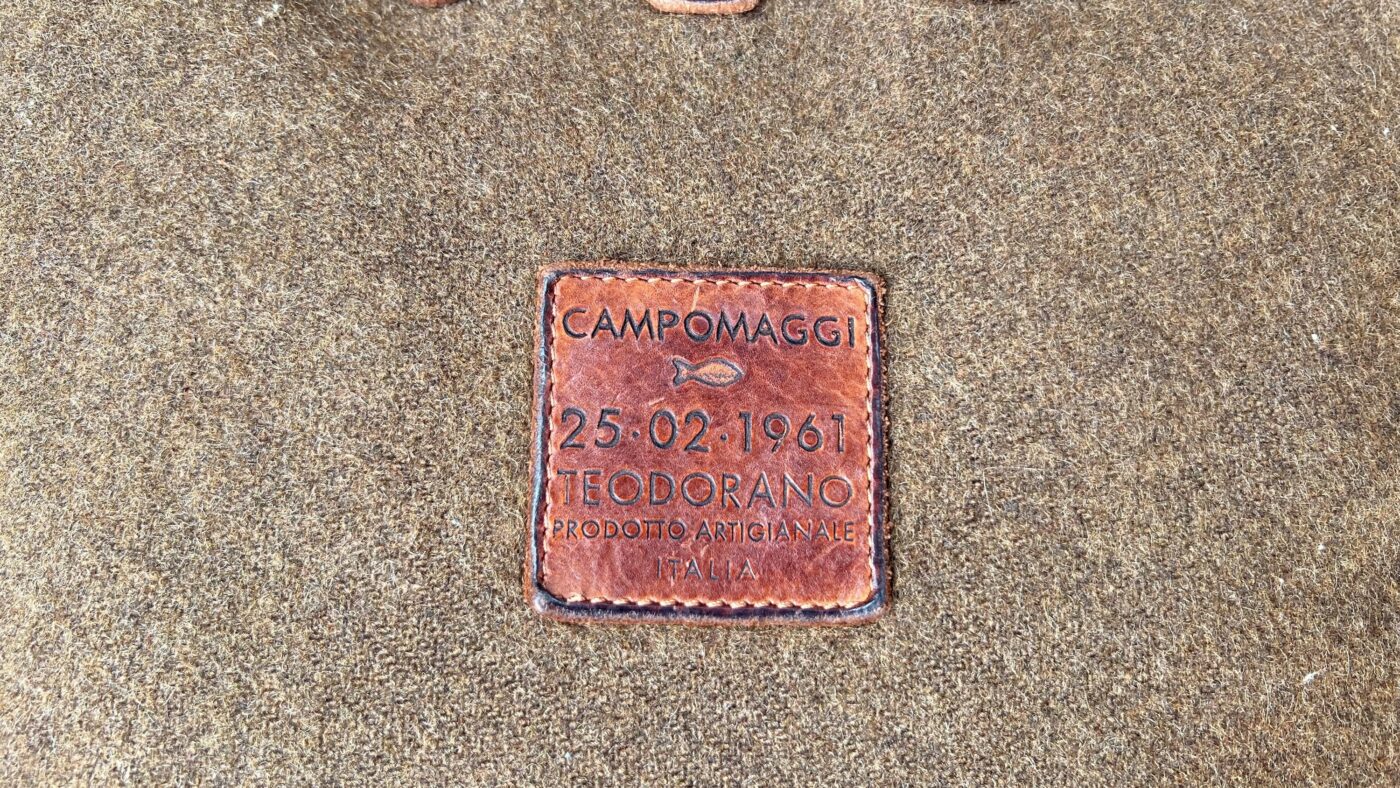 CAMPOMAGGI
25·02·1961
TEODORANO
PRODOTTO ARTIGIANALE
ITALIA